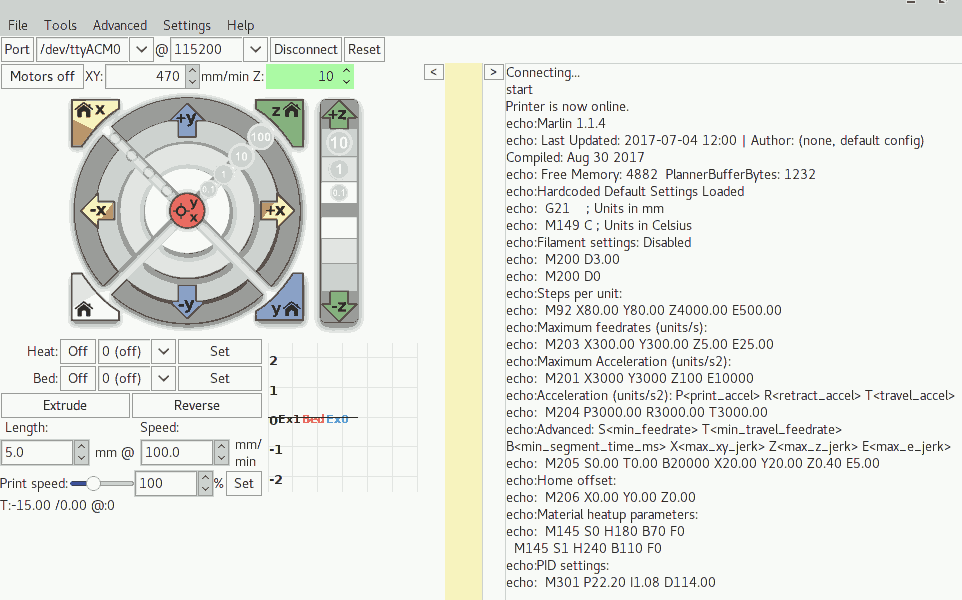 File Tools Advanced Settings Help
Port /dev/ttyACM0 @ 115200 Disconnect Reset
Motors off XY: 470 mm/min Z: 10
< >
x z
+y +z
100
10 10
1 1
0.1 0.1
-x y x +x
-y -z
y
Heat: Off 0 (off) Set
Bed: Off 0 (off) Set
Extrude Reverse
Length: Speed:
5.0 mm @ 100.0 mm/
min
Print speed: 100 % Set
T:-15.00 /0.00 @:0
2
1
0 Ex1 Bed Ex0
-1
-2
Connecting...
start
Printer is now online.
echo:Marlin 1.1.4
echo: Last Updated: 2017-07-04 12:00 | Author: (none, default config)
Compiled: Aug 30 2017
echo: Free Memory: 4882 PlannerBufferBytes: 1232
echo:Hardcoded Default Settings Loaded
echo: G21 ; Units in mm
echo: M149 C ; Units in Celsius
echo:Filament settings: Disabled
echo: M200 D3.00
echo: M200 D0
echo:Steps per unit:
echo: M92 X80.00 Y80.00 Z4000.00 E500.00
echo:Maximum feedrates (units/s):
echo: M203 X300.00 Y300.00 Z5.00 E25.00
echo:Maximum Acceleration (units/s2):
echo: M201 X3000 Y3000 Z100 E10000
echo:Acceleration (units/s2): P<print_accel> R<retract_accel> T<travel_accel>
echo: M204 P3000.00 R3000.00 T3000.00
echo:Advanced: S<min_feedrate> T<min_travel_feedrate>
B<min_segment_time_ms> X<max_xy_jerk> Z<max_z_jerk> E<max_e_jerk>
echo: M205 S0.00 T0.00 B20000 X20.00 Y20.00 Z0.40 E5.00
echo:Home offset:
echo: M206 X0.00 Y0.00 Z0.00
echo:Material heatup parameters:
echo: M145 S0 H180 B70 F0
M145 S1 H240 B110 F0
echo:PID settings:
echo: M301 P22.20 I1.08 D114.00